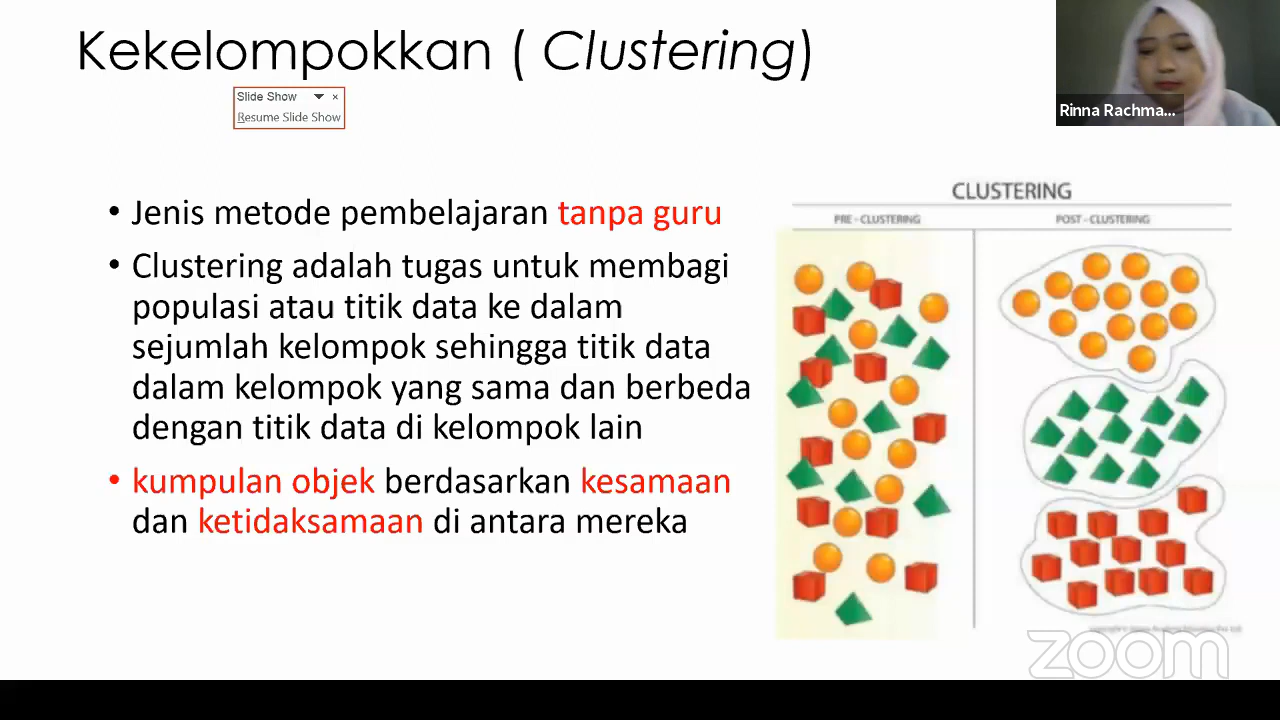 Kekelompokkan ( Clustering)
Slide Show
Resume Slide Show
Rinna Rachma...
• Jenis metode pembelajaran tanpa guru
• Clustering adalah tugas untuk membagi
populasi atau titik data ke dalam
sejumlah kelompok sehingga titik data
dalam kelompok yang sama dan berbeda
dengan titik data di kelompok lain
• kumpulan objek berdasarkan kesamaan
dan ketidaksamaan di antara mereka
CLUSTERING
PRE - CLUSTERING
POST - CLUSTERING
zoom